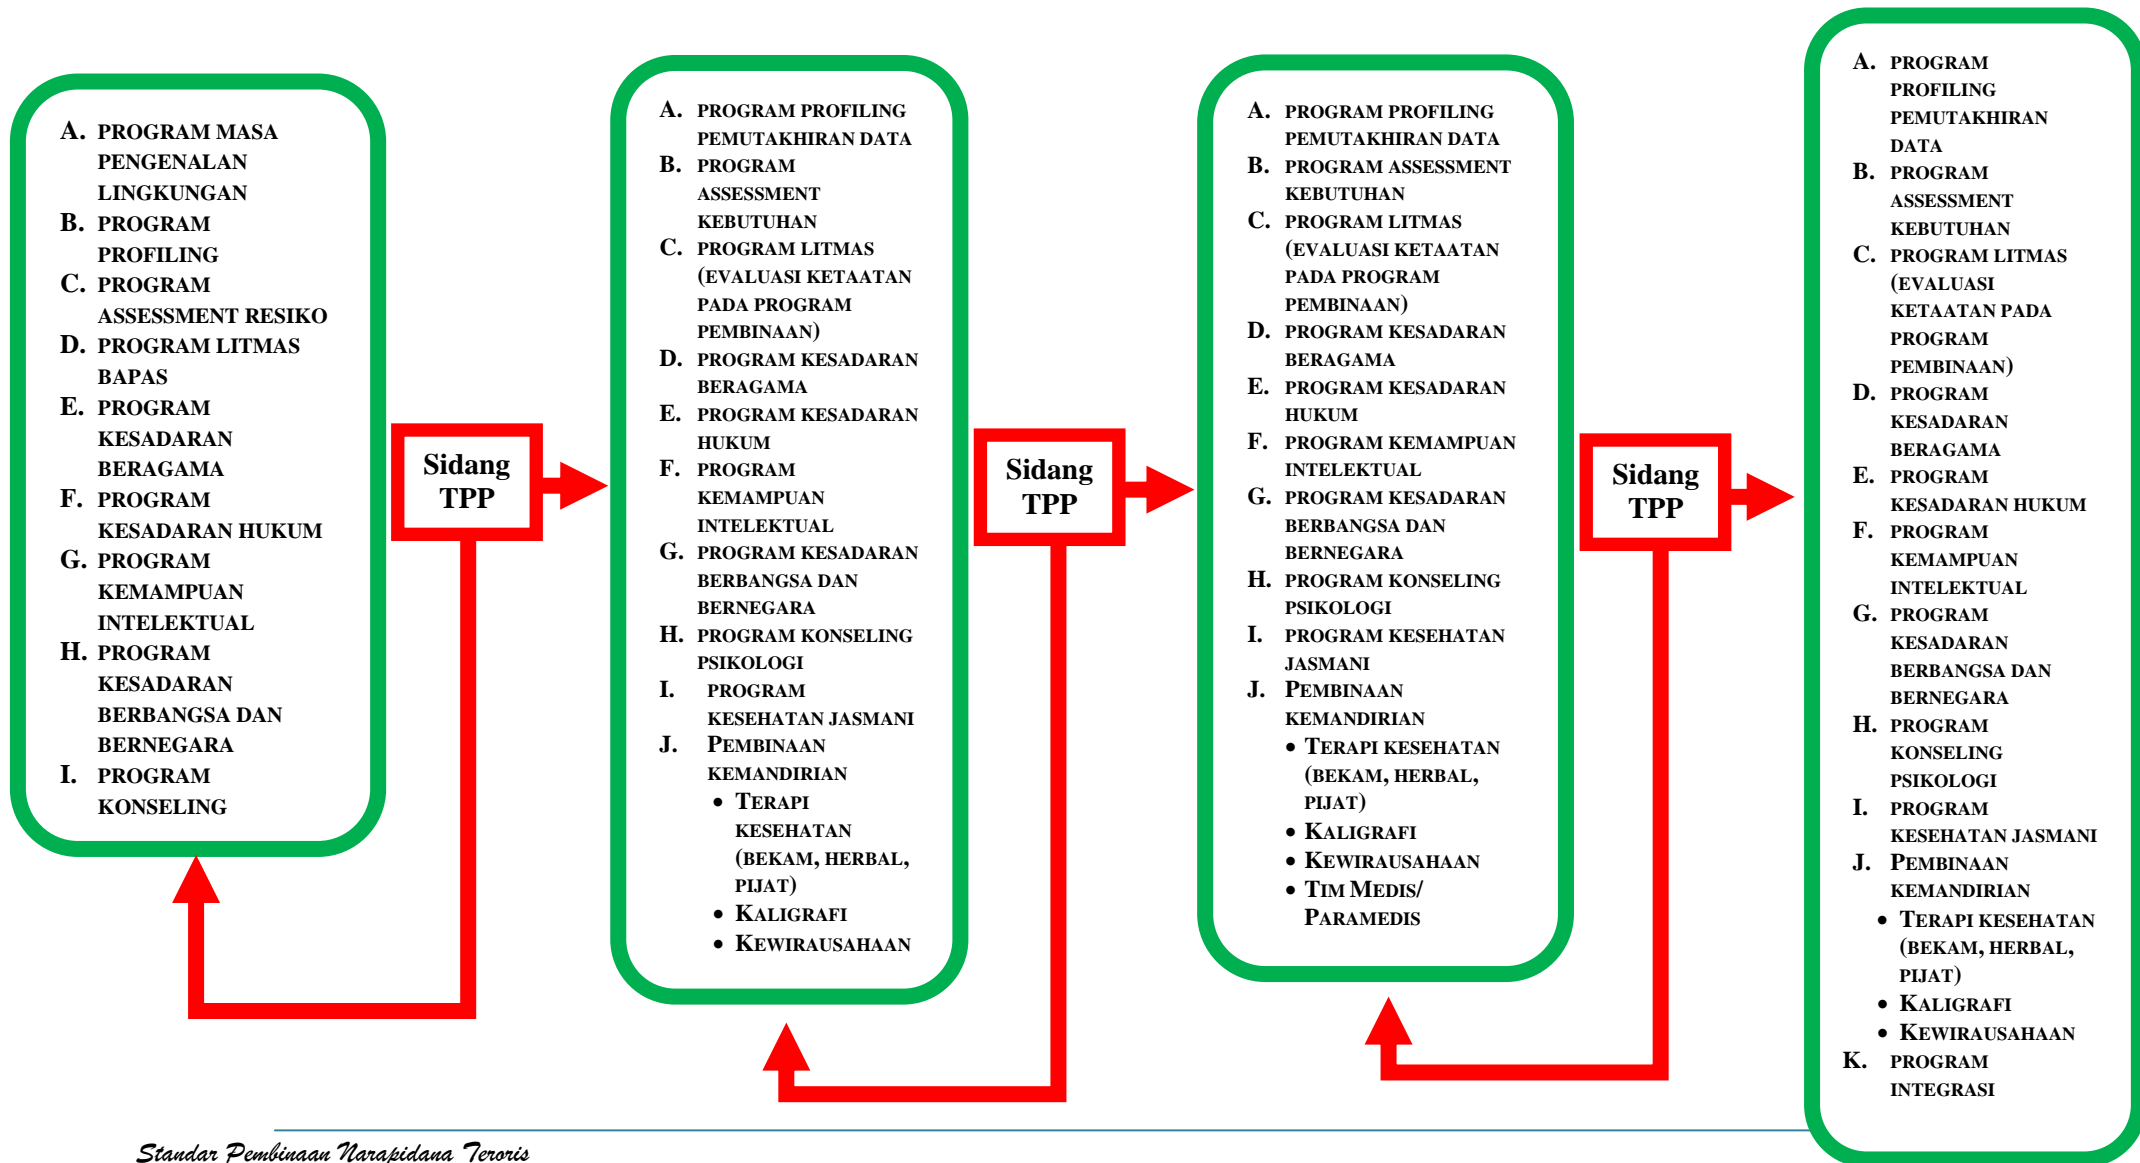 A. PROGRAM MASA
PENGENALAN
LINGKUNGAN
B. PROGRAM
PROFILING
C. PROGRAM
ASSESSMENT RESIKO
D. PROGRAM LITMAS
BAPAS
E. PROGRAM
KESADARAN
BERAGAMA
F. PROGRAM
KESADARAN HUKUM
G. PROGRAM
KEMAMPUAN
INTELEKTUAL
H. PROGRAM
KESADARAN
BERBANGSA DAN
BERNEGARA
I. PROGRAM
KONSELING
Sidang
TPP
A. PROGRAM PROFILING
PEMUTAKHIRAN DATA
B. PROGRAM
ASSESSMENT
KEBUTUHAN
C. PROGRAM LITMAS
(EVALUASI KETAATAN
PADA PROGRAM
PEMBINAAN)
D. PROGRAM KESADARAN
BERAGAMA
E. PROGRAM KESADARAN
HUKUM
F. PROGRAM
KEMAMPUAN
INTELEKTUAL
G. PROGRAM KESADARAN
BERBANGSA DAN
BERNEGARA
H. PROGRAM KONSELING
PSIKOLOGI
I. PROGRAM
KESEHATAN JASMANI
J. PEMBINAAN
KEMANDIRIAN
• TERAPI
KESEHATAN
(BEKAM, HERBAL,
PIJAT)
• KALIGRAFI
• KEWIRAUSAHAAN
Sidang
TPP
A. PROGRAM PROFILING
PEMUTAKHIRAN DATA
B. PROGRAM ASSESSMENT
KEBUTUHAN
C. PROGRAM LITMAS
(EVALUASI KETAATAN
PADA PROGRAM
PEMBINAAN)
D. PROGRAM KESADARAN
BERAGAMA
E. PROGRAM KESADARAN
HUKUM
F. PROGRAM KEMAMPUAN
INTELEKTUAL
G. PROGRAM KESADARAN
BERBANGSA DAN
BERNEGARA
H. PROGRAM KONSELING
PSIKOLOGI
I. PROGRAM KESEHATAN
JASMANI
J. PEMBINAAN
KEMANDIRIAN
• TERAPI KESEHATAN
(BEKAM, HERBAL,
PIJAT)
• KALIGRAFI
• KEWIRAUSAHAAN
• TIM MEDIS/
PARAMEDIS
Sidang
TPP
A. PROGRAM
PROFILING
PEMUTAKHIRAN
DATA
B. PROGRAM
ASSESSMENT
KEBUTUHAN
C. PROGRAM LITMAS
(EVALUASI
KETAATAN PADA
PROGRAM
PEMBINAAN)
D. PROGRAM
KESADARAN
BERAGAMA
E. PROGRAM
KESADARAN HUKUM
F. PROGRAM
KEMAMPUAN
INTELEKTUAL
G. PROGRAM
KESADARAN
BERBANGSA DAN
BERNEGARA
H. PROGRAM
KONSELING
PSIKOLOGI
I. PROGRAM
KESEHATAN JASMANI
J. PEMBINAAN
KEMANDIRIAN
• TERAPI KESEHATAN
(BEKAM, HERBAL,
PIJAT)
• KALIGRAFI
• KEWIRAUSAHAAN
K. PROGRAM
INTEGRASI
Standar Pembinaan Narapidana Teroris